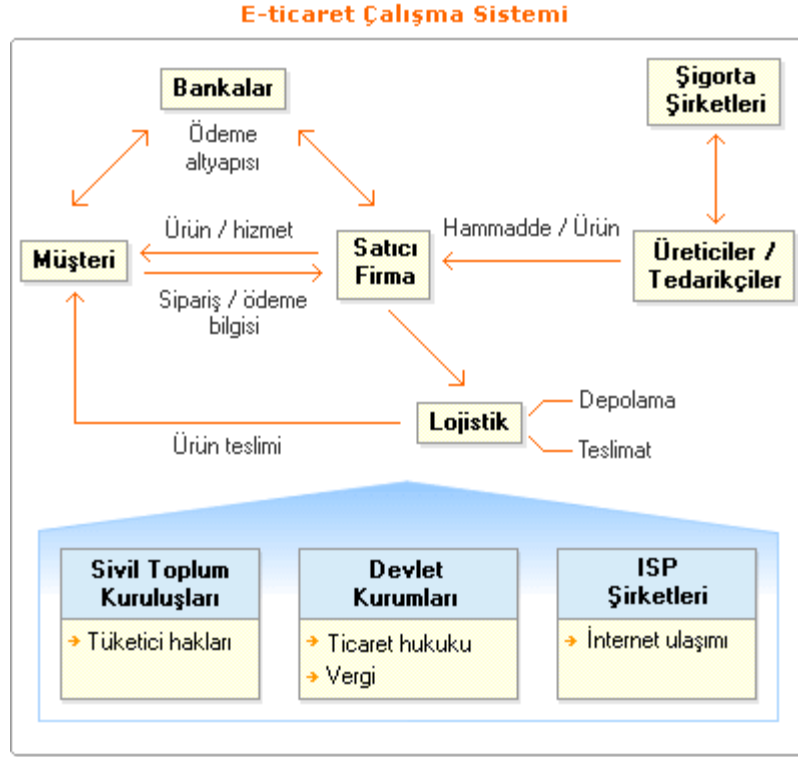 E-ticaret Çalışma Sistemi
Bankalar
Şigorta
Şirketleri
Ödeme
altyapısı
Ürün / hizmet
Hammadde / Ürün
Müşteri
Satıcı
Firma
Üreticiler /
Tedarikçiler
Sipariş / ödeme
bilgisi
Lojistik
Depolama
Teslimat
Ürün teslimi
Sivil Toplum
Kuruluşları
Tüketici hakları
Devlet
Kurumları
Ticaret hukuku
Vergi
ISP
Şirketleri
İnternet ulaşımı